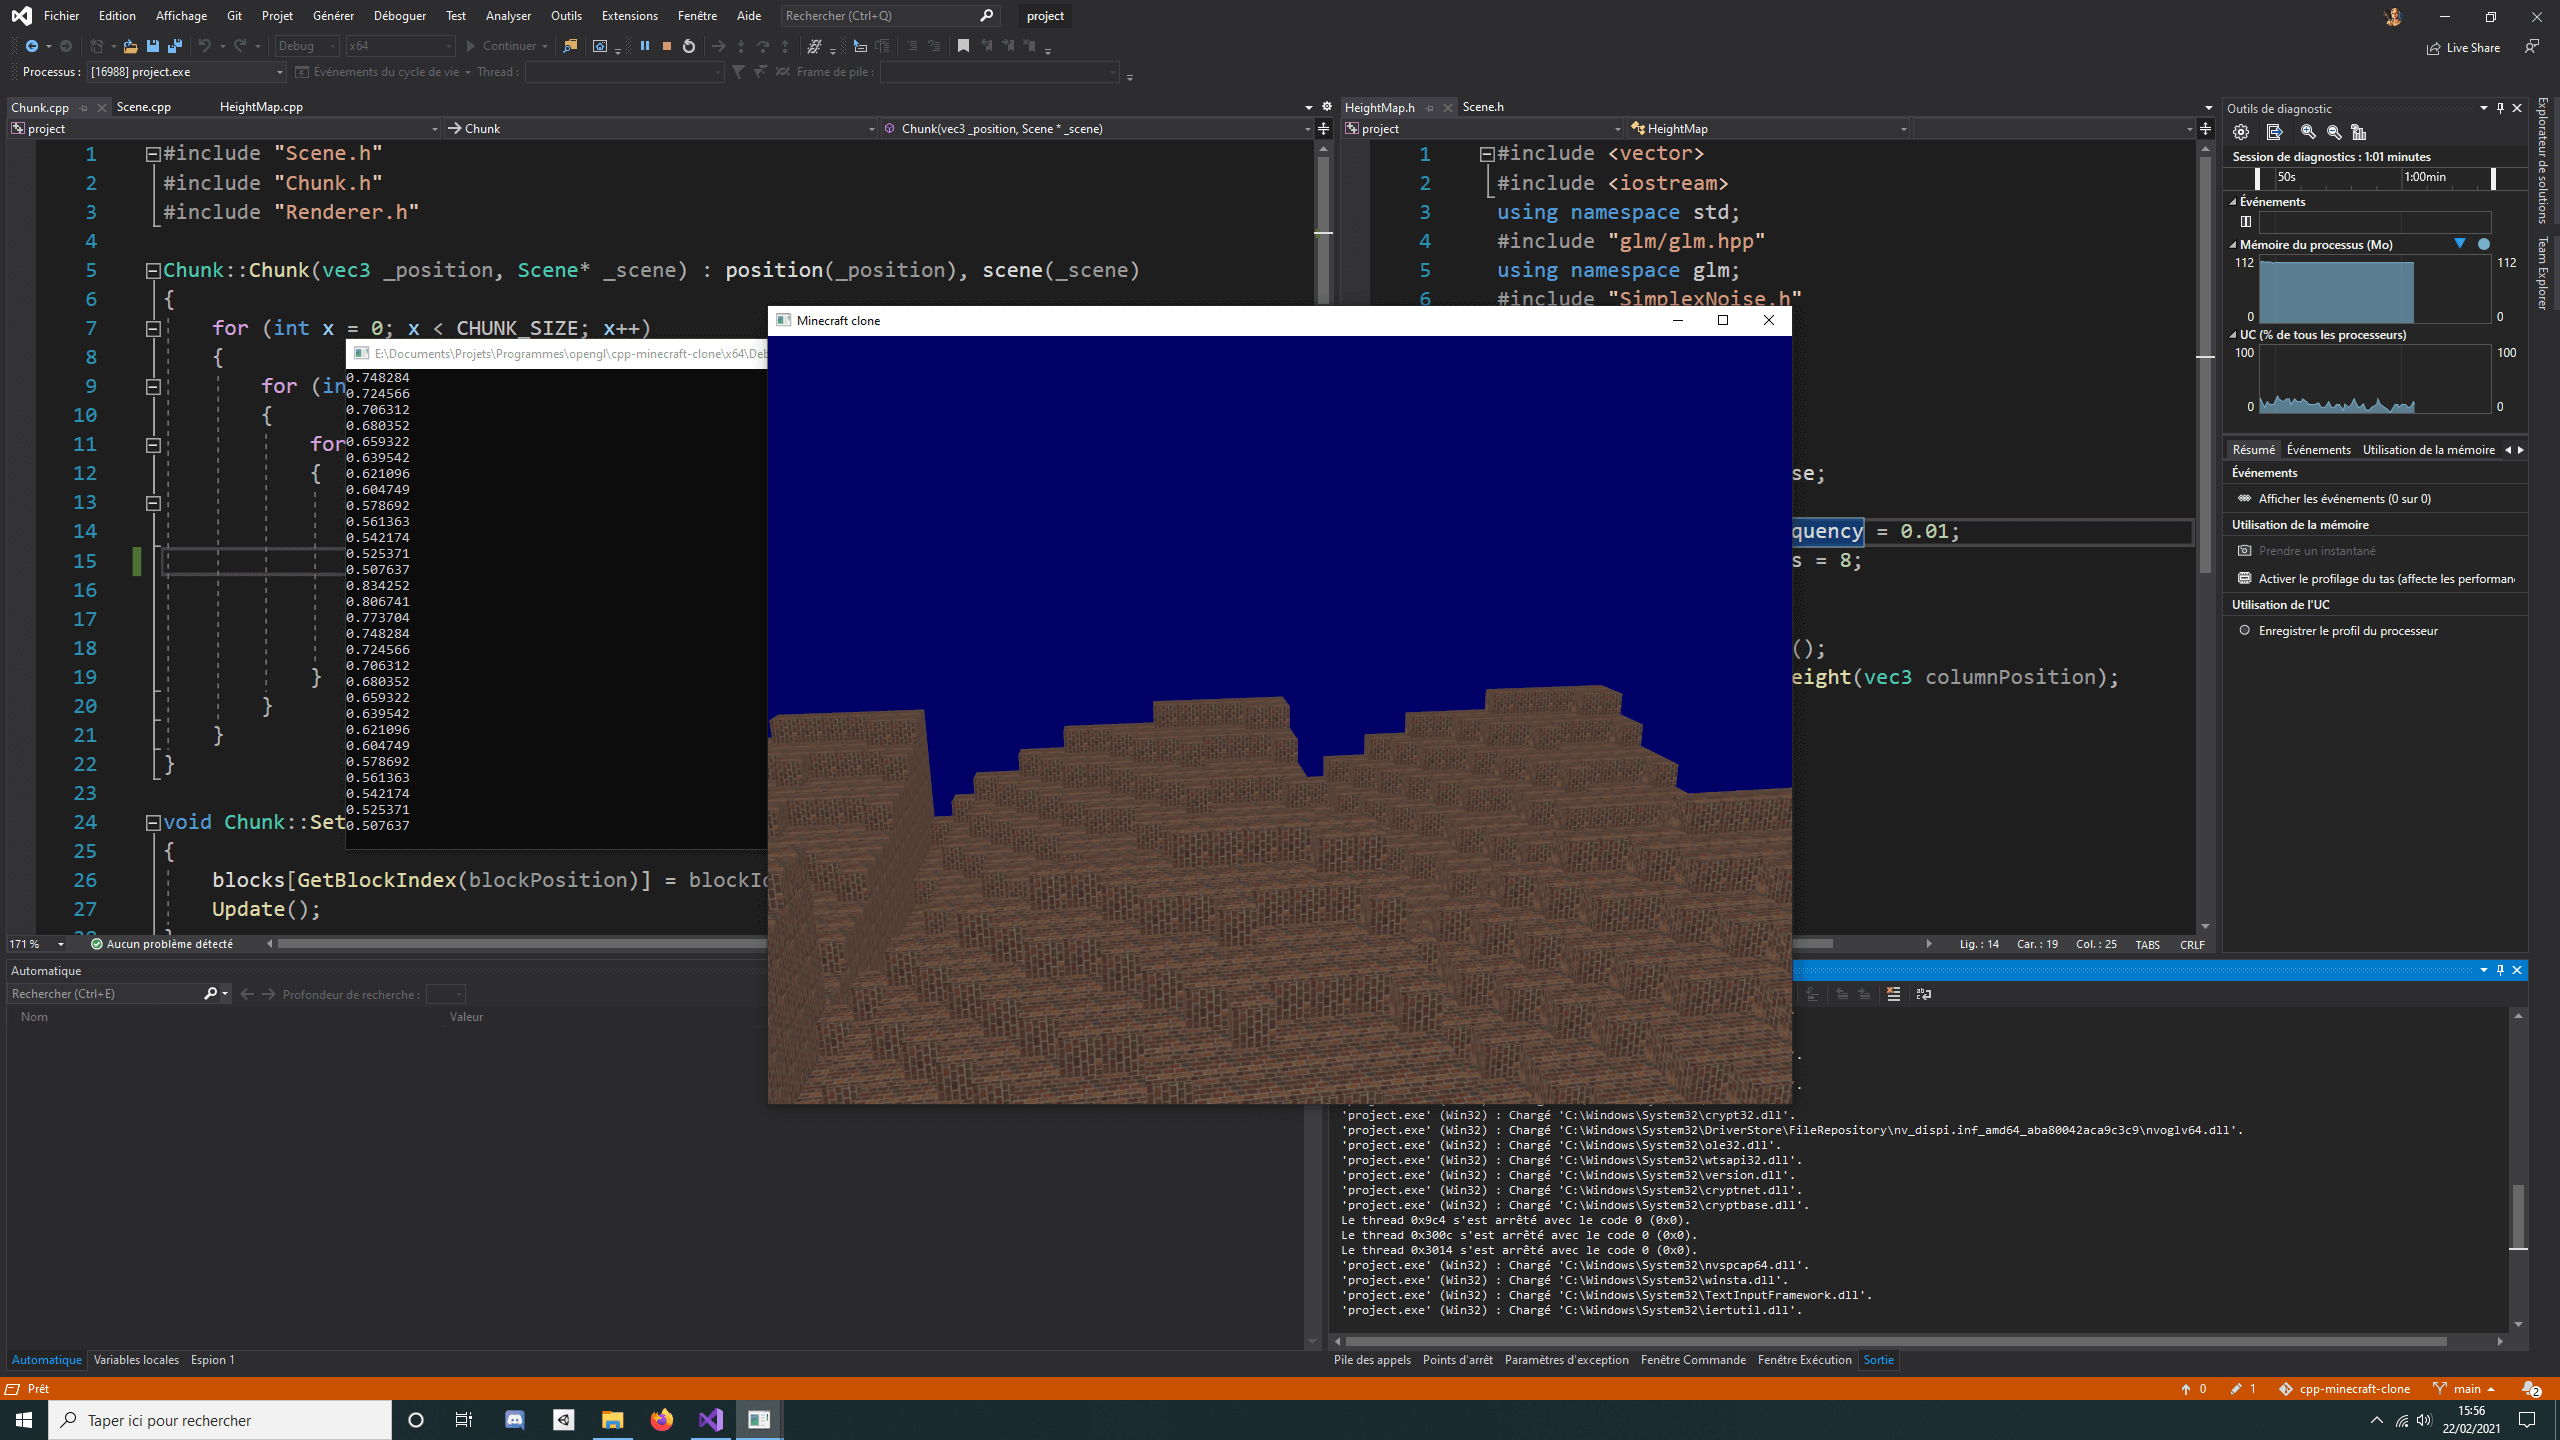 Fichier Edition Affichage Git Projet Générer Déboguer Test Analyser Outils Extensions Fenêtre Aide Rechercher (Ctrl+Q) project
Debug x64 Continuer Live Share
Processus : [16988] project.exe Événements du cycle de vie Thread : Frame de pile :
Chunk.cpp Scene.cpp HeightMap.cpp
project Chunk Chunk(vec3 _position, Scene * _scene)
1 #include "Scene.h"
2 #include "Chunk.h"
3 #include "Renderer.h"
4
5 Chunk::Chunk(vec3 _position, Scene* _scene) : position(_position), scene(_scene)
6 {
7 for (int x = 0; x < CHUNK_SIZE; x++)
8 {
9 for (in
10 {
11 for
12 {
13
14
15
16
17
18
19 }
20 }
21 }
22 }
23
24 void Chunk::Set
25 {
26 blocks[GetBlockIndex(blockPosition)] = blockId
27 Update();
171 % Aucun problème détecté
E:\Documents\Projets\Programmes\opengl\cpp-minecraft-clone\x64\Deb
0.748284
0.724566
0.706312
0.680352
0.659322
0.639542
0.621096
0.604749
0.578692
0.561363
0.542174
0.525371
0.507637
0.834252
0.806741
0.773704
0.748284
0.724566
0.706312
0.680352
0.659322
0.639542
0.621096
0.604749
0.578692
0.561363
0.542174
0.525371
0.507637
Minecraft clone
HeightMap.h Scene.h
project HeightMap
1 #include <vector>
2 #include <iostream>
3 using namespace std;
4 #include "glm/glm.hpp"
5 using namespace glm;
6 #include "SimplexNoise.h"
se;
quency = 0.01;
s = 8;
();
eight(vec3 columnPosition);
Lig. : 14 Car. : 19 Col. : 25 TABS CRLF
Outils de diagnostic
Session de diagnostics : 1:01 minutes
50s 1:00min
Événements
Mémoire du processus (Mo)
112 112
0 0
UC (% de tous les processeurs)
100 100
0 0
Résumé Événements Utilisation de la mémoire
Événements
Afficher les événements (0 sur 0)
Utilisation de la mémoire
Prendre un instantané
Activer le profilage du tas (affecte les performan
Utilisation de l'UC
Enregistrer le profil du processeur
Explorateur de solutions
Team Explorer
Automatique
Rechercher (Ctrl+E) Profondeur de recherche :
Nom Valeur
Automatique Variables locales Espion 1
'project.exe' (Win32) : Chargé 'C:\Windows\System32\crypt32.dll'.
'project.exe' (Win32) : Chargé 'C:\Windows\System32\DriverStore\FileRepository\nv_dispi.inf_amd64_aba80042aca9c3c9\nvoglv64.dll'.
'project.exe' (Win32) : Chargé 'C:\Windows\System32\ole32.dll'.
'project.exe' (Win32) : Chargé 'C:\Windows\System32\wtsapi32.dll'.
'project.exe' (Win32) : Chargé 'C:\Windows\System32\version.dll'.
'project.exe' (Win32) : Chargé 'C:\Windows\System32\cryptnet.dll'.
'project.exe' (Win32) : Chargé 'C:\Windows\System32\cryptbase.dll'.
Le thread 0x9c4 s'est arrêté avec le code 0 (0x0).
Le thread 0x300c s'est arrêté avec le code 0 (0x0).
Le thread 0x3014 s'est arrêté avec le code 0 (0x0).
'project.exe' (Win32) : Chargé 'C:\Windows\System32\nvspcap64.dll'.
'project.exe' (Win32) : Chargé 'C:\Windows\System32\winsta.dll'.
'project.exe' (Win32) : Chargé 'C:\Windows\System32\TextInputFramework.dll'.
'project.exe' (Win32) : Chargé 'C:\Windows\System32\iertutil.dll'.
Pile des appels Points d'arrêt Paramètres d'exception Fenêtre Commande Fenêtre Exécution Sortie
Prêt 0 1 cpp-minecraft-clone main 2
Taper ici pour rechercher
15:56
22/02/2021